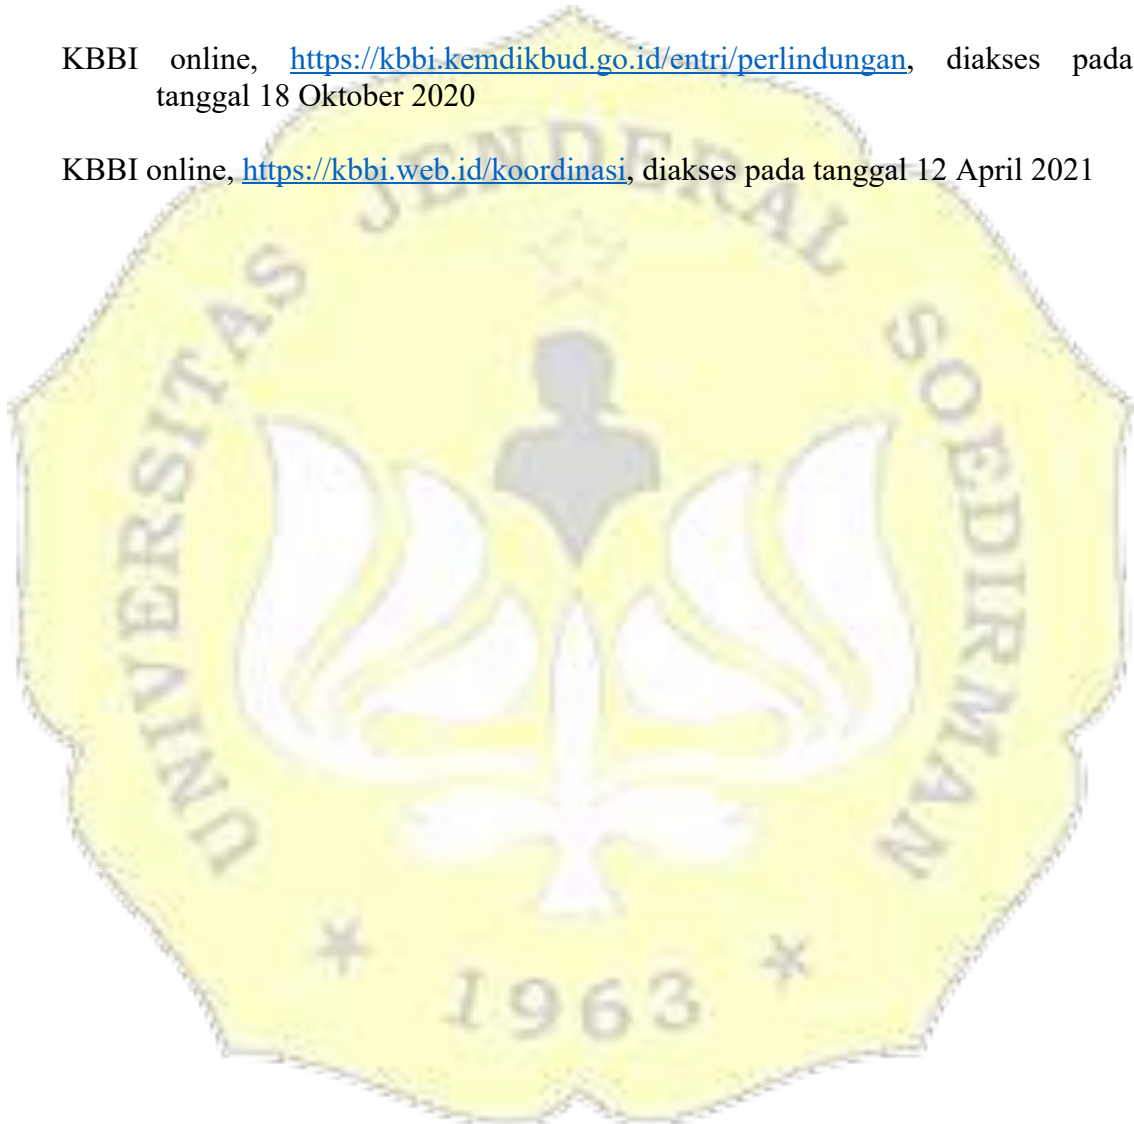 KBBI online, https://kbbi.kemdikbud.go.id/entri/perlindungan, diakses pada
tanggal 18 Oktober 2020
KBBI online, https://kbbi.web.id/koordinasi, diakses pada tanggal 12 April 2021
UNIVERSITAS JENDERAL SOEDIRMAN
1963